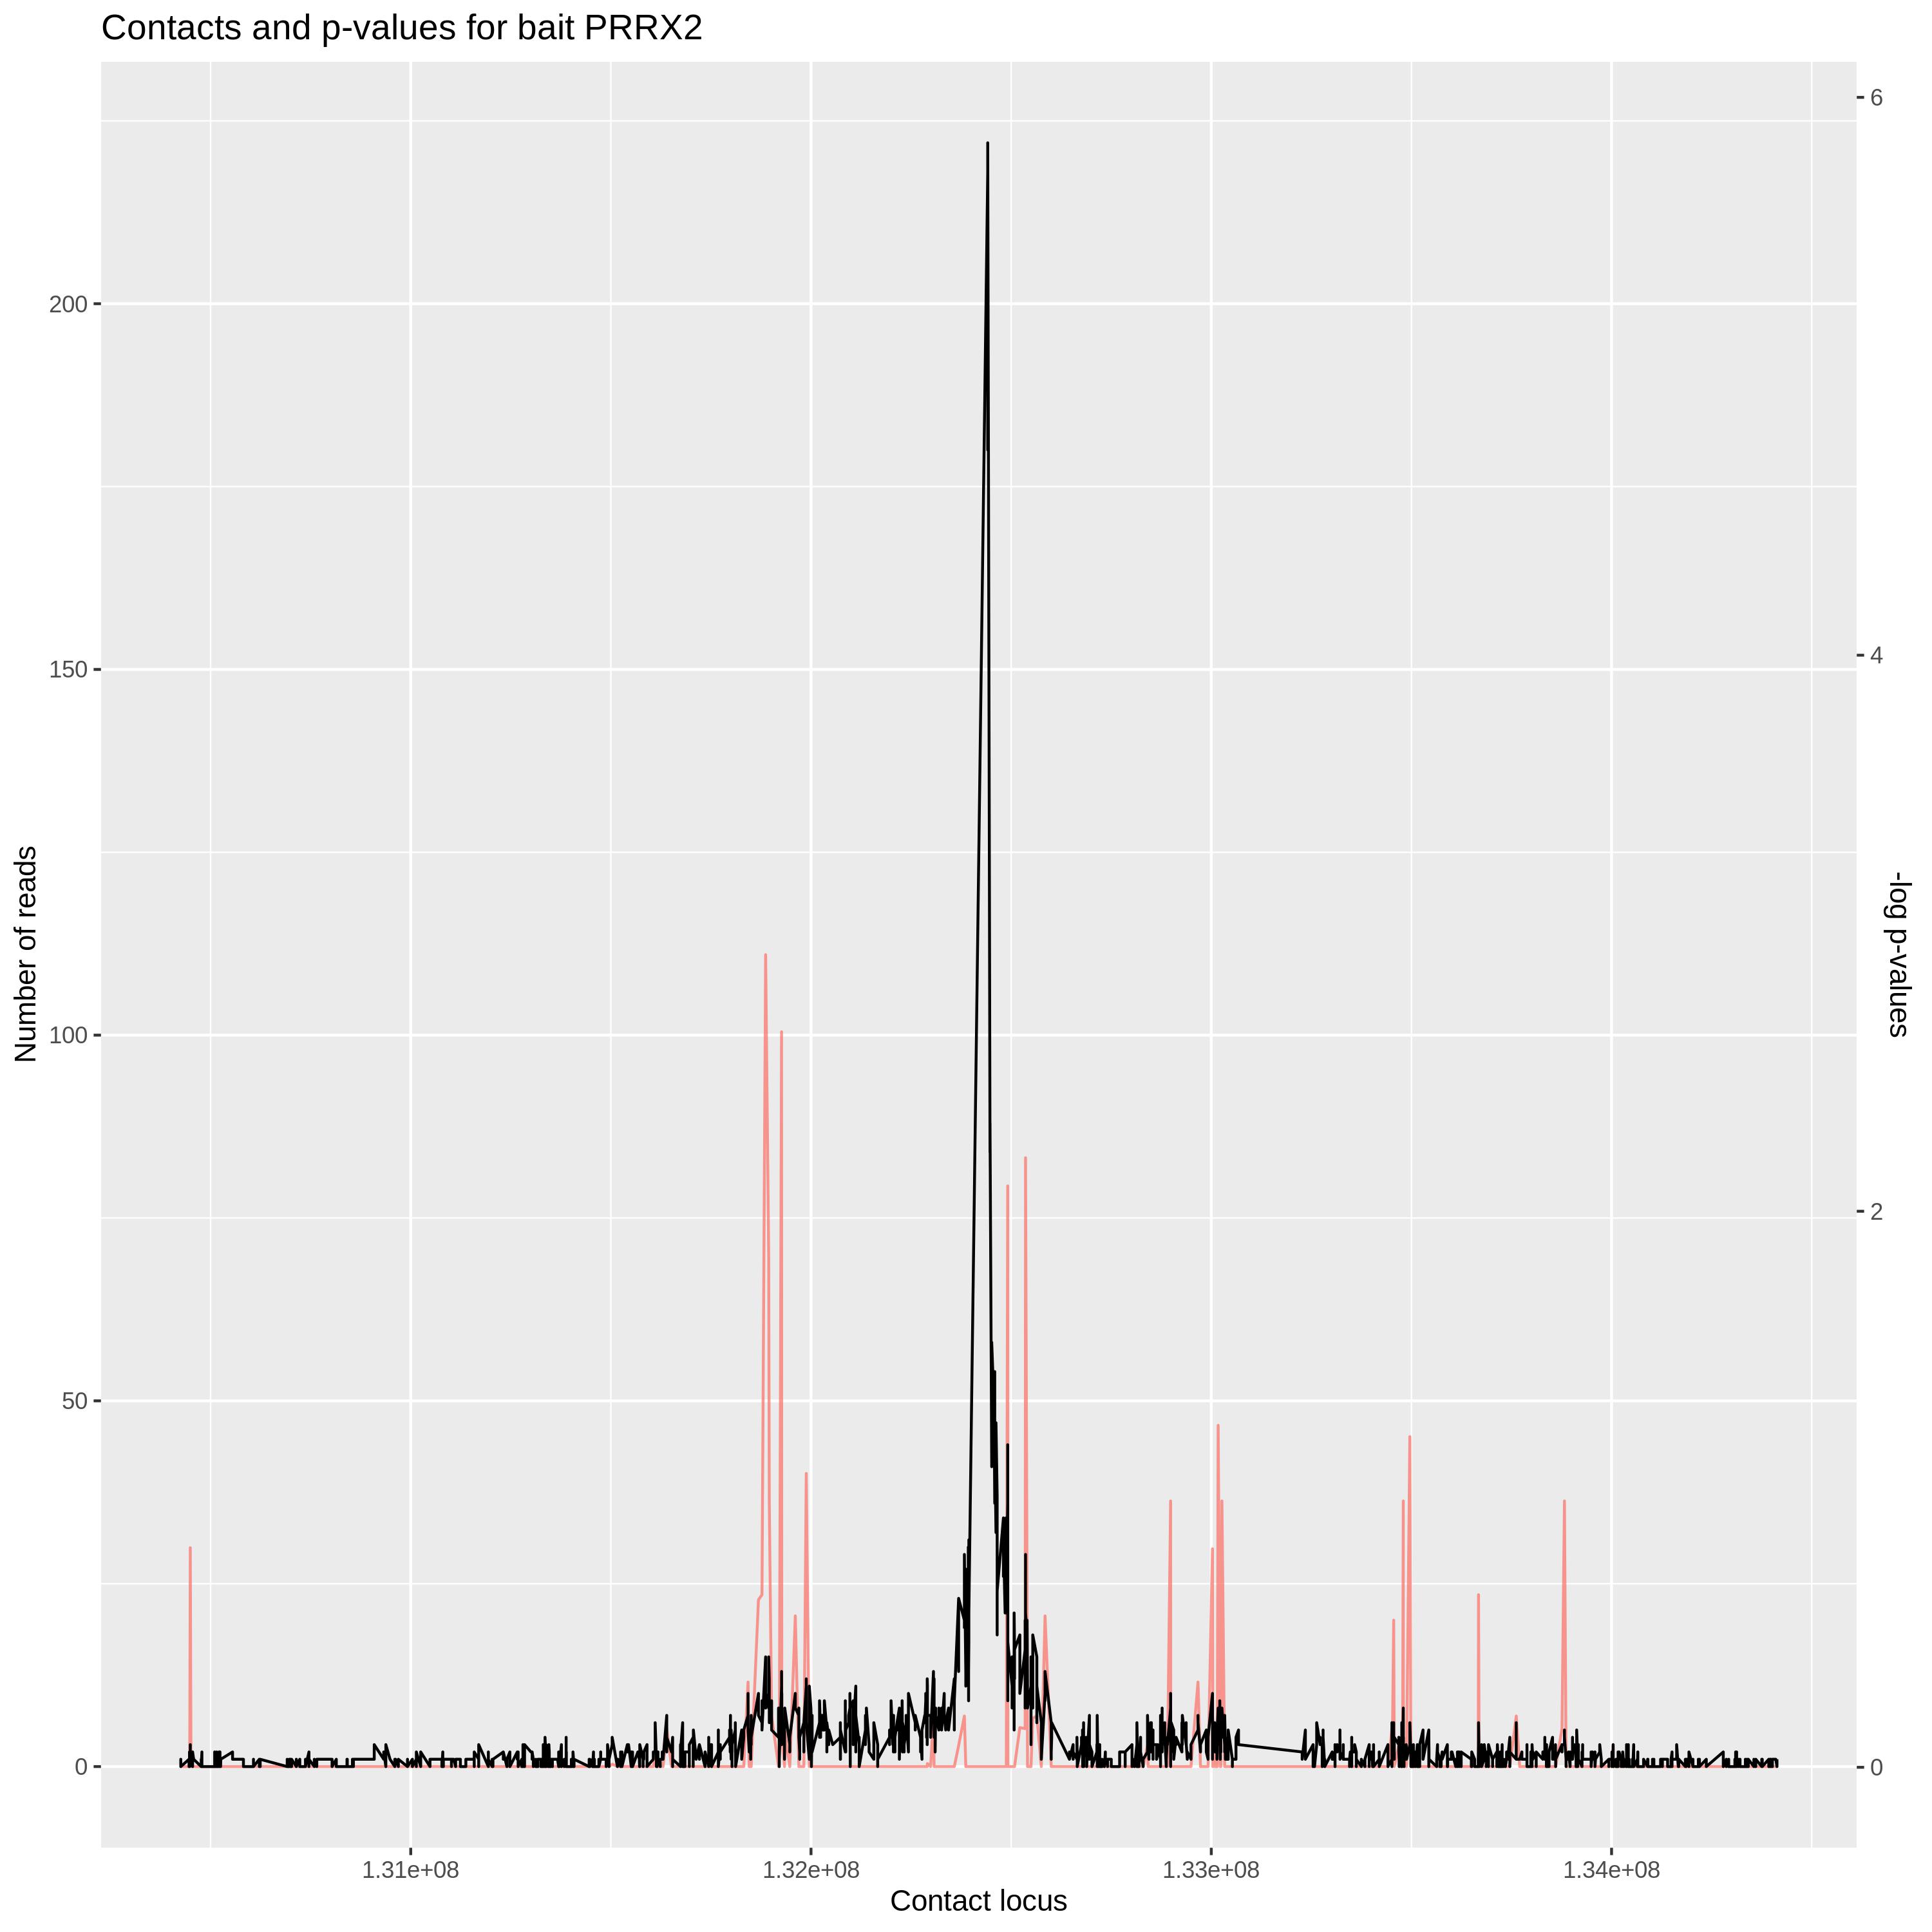 Contacts and p-values for bait PRRX2
6
200
4
150
Number of reads
-log p-values
100
2
50
0
0
1.31e+08
1.32e+08
1.33e+08
1.34e+08
Contact locus